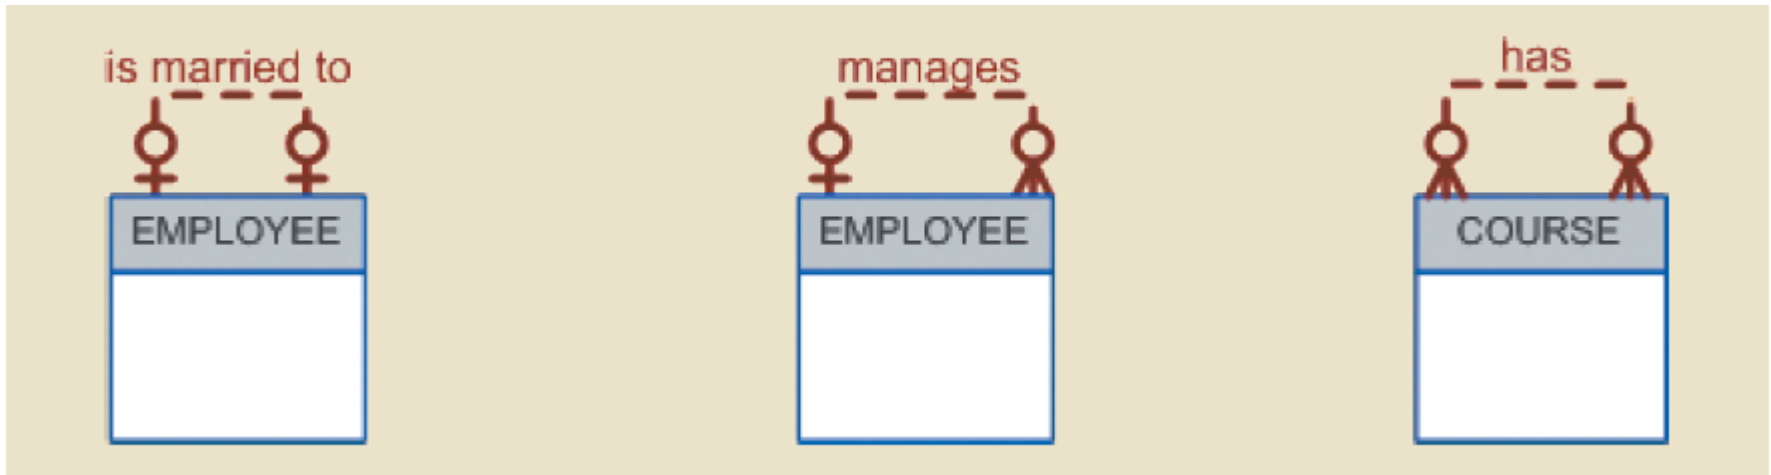 is married to
manages
has
EMPLOYEE
EMPLOYEE
COURSE